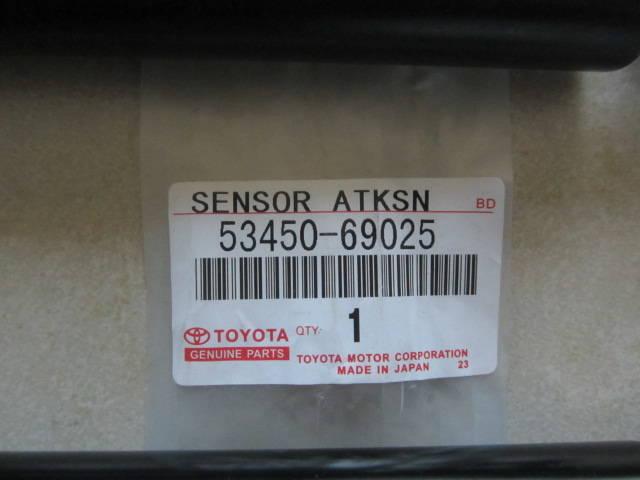 SENSOR ATKSN BD
53450-69025
TOYOTA QTY: 1
GENUINE PARTS
TOYOTA MOTOR CORPORATION
MADE IN JAPAN 23